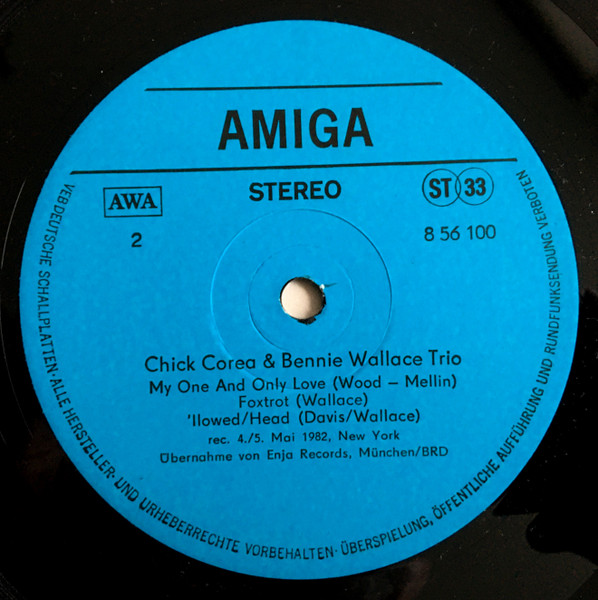 AMIGA
STEREO
AWA
ST 33
2
8 56 100
Chick Corea & Bennie Wallace Trio
My One And Only Love (Wood – Mellin)
Foxtrot (Wallace)
'llowed/Head (Davis/Wallace)
rec. 4./5. Mai 1982, New York
Übernahme von Enja Records, München/BRD
VEB DEUTSCHE SCHALLPLATTEN · ALLE HERSTELLER- UND URHEBERRECHTE VORBEHALTEN · ÜBERSPIELUNG, ÖFFENTLICHE AUFFÜHRUNG UND RUNDFUNKSENDUNG VERBOTEN